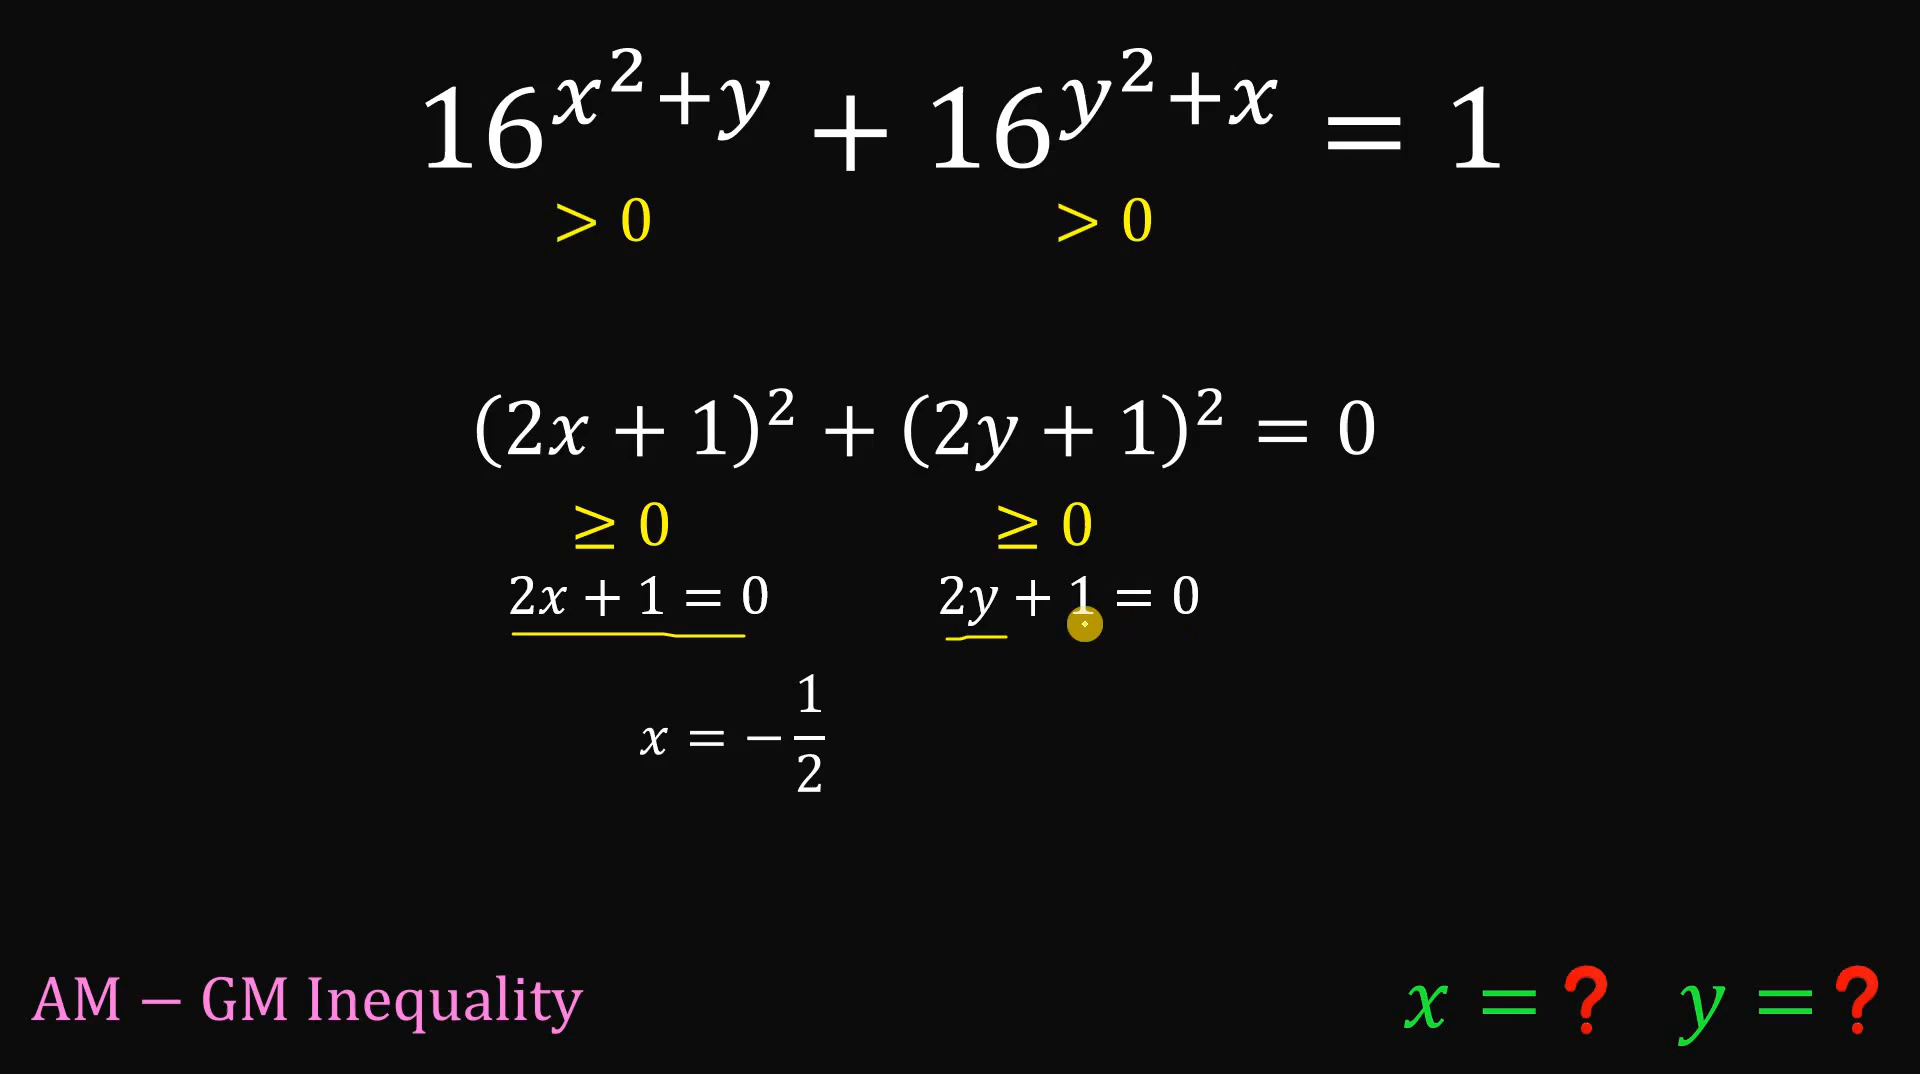 16^{x^2+y} + 16^{y^2+x} = 1
> 0 > 0
(2x + 1)² + (2y + 1)² = 0
≥ 0 ≥ 0
2x + 1 = 0 2y + 1 = 0
x = −\frac{1}{2}
AM − GM Inequality x = ❓ y = ❓